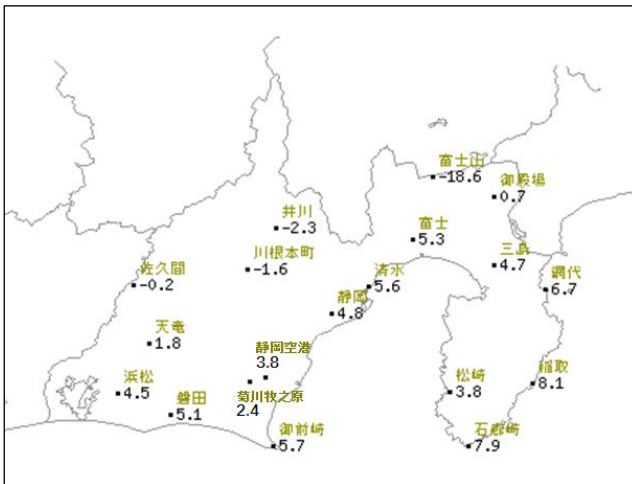 富士山
-18.6
御殿場
0.7
井川
-2.3
富士
5.3
川根本町
-1.6
三島
4.7
佐久間
-0.2
清水
5.6
網代
6.7
静岡
4.8
天竜
1.8
静岡空港
3.8
浜松
4.5
磐田
5.1
菊川牧之原
2.4
松崎
3.8
稲取
8.1
御前崎
5.7
石廊崎
7.9